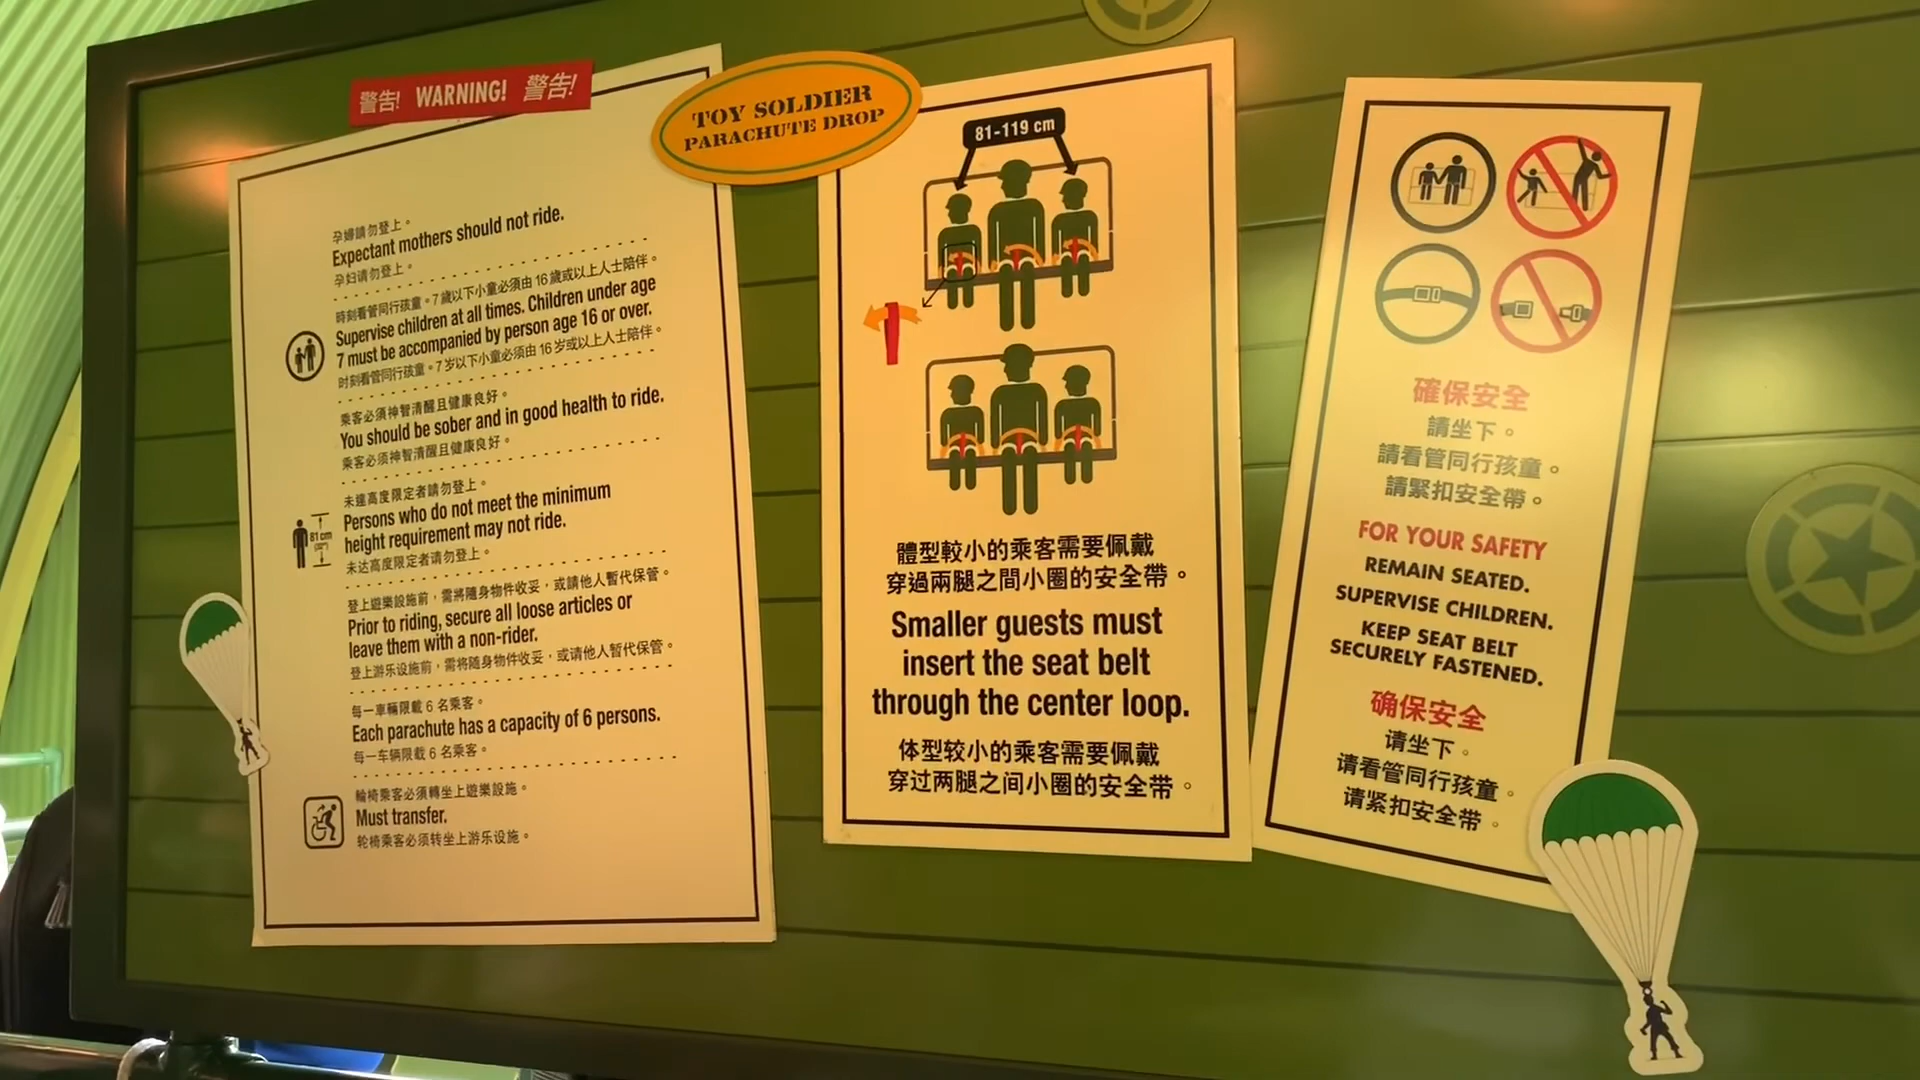 警告! WARNING! 警告!
TOY SOLDIER
PARACHUTE DROP
孕婦請勿登上。
Expectant mothers should not ride.
孕妇请勿登上。
時刻看管同行孩童。7 歲以下小童必須由 16 歲或以上人士陪伴。
Supervise children at all times. Children under age
7 must be accompanied by person age 16 or over.
时刻看管同行孩童。7 岁以下小童必须由 16 岁或以上人士陪伴。
乘客必須神智清醒且健康良好。
You should be sober and in good health to ride.
乘客必须神智清醒且健康良好。
未達高度限定者請勿登上。
Persons who do not meet the minimum
height requirement may not ride.
未达高度限定者请勿登上。
81 cm
登上遊樂設施前，需將隨身物件收妥，或請他人暫代保管。
Prior to riding, secure all loose articles or
leave them with a non-rider.
登上游乐设施前，需将随身物件收妥，或请他人暂代保管。
每一車輛限載 6 名乘客。
Each parachute has a capacity of 6 persons.
每一车辆限载 6 名乘客。
輪椅乘客必須轉坐上遊樂設施。
Must transfer.
轮椅乘客必须转坐上游乐设施。
81-119 cm
體型較小的乘客需要佩戴
穿過兩腿之間小圈的安全帶。
Smaller guests must
insert the seat belt
through the center loop.
体型较小的乘客需要佩戴
穿过两腿之间小圈的安全带。
確保安全
請坐下。
請看管同行孩童。
請緊扣安全帶。
FOR YOUR SAFETY
REMAIN SEATED.
SUPERVISE CHILDREN.
KEEP SEAT BELT
SECURELY FASTENED.
确保安全
请坐下。
请看管同行孩童。
请紧扣安全带。